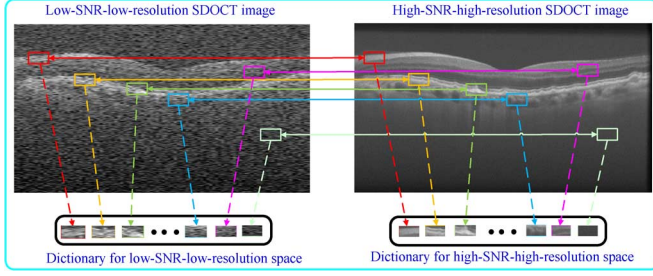 Low-SNR-low-resolution SDOCT image
High-SNR-high-resolution SDOCT image
Dictionary for low-SNR-low-resolution space
Dictionary for high-SNR-high-resolution space